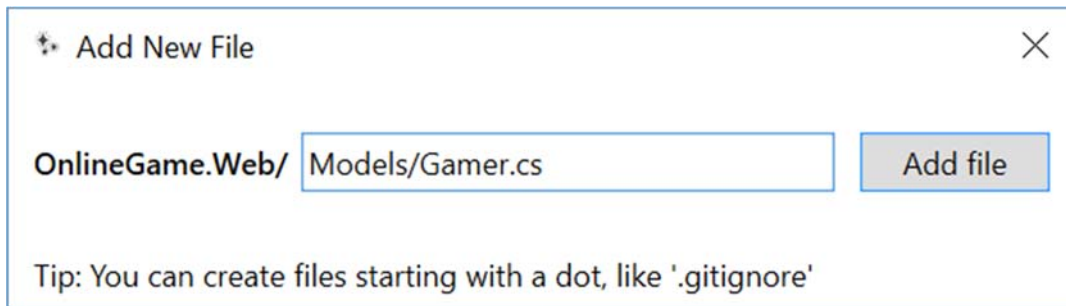 Add New File
OnlineGame.Web/ Models/Gamer.cs Add file
Tip: You can create files starting with a dot, like '.gitignore'